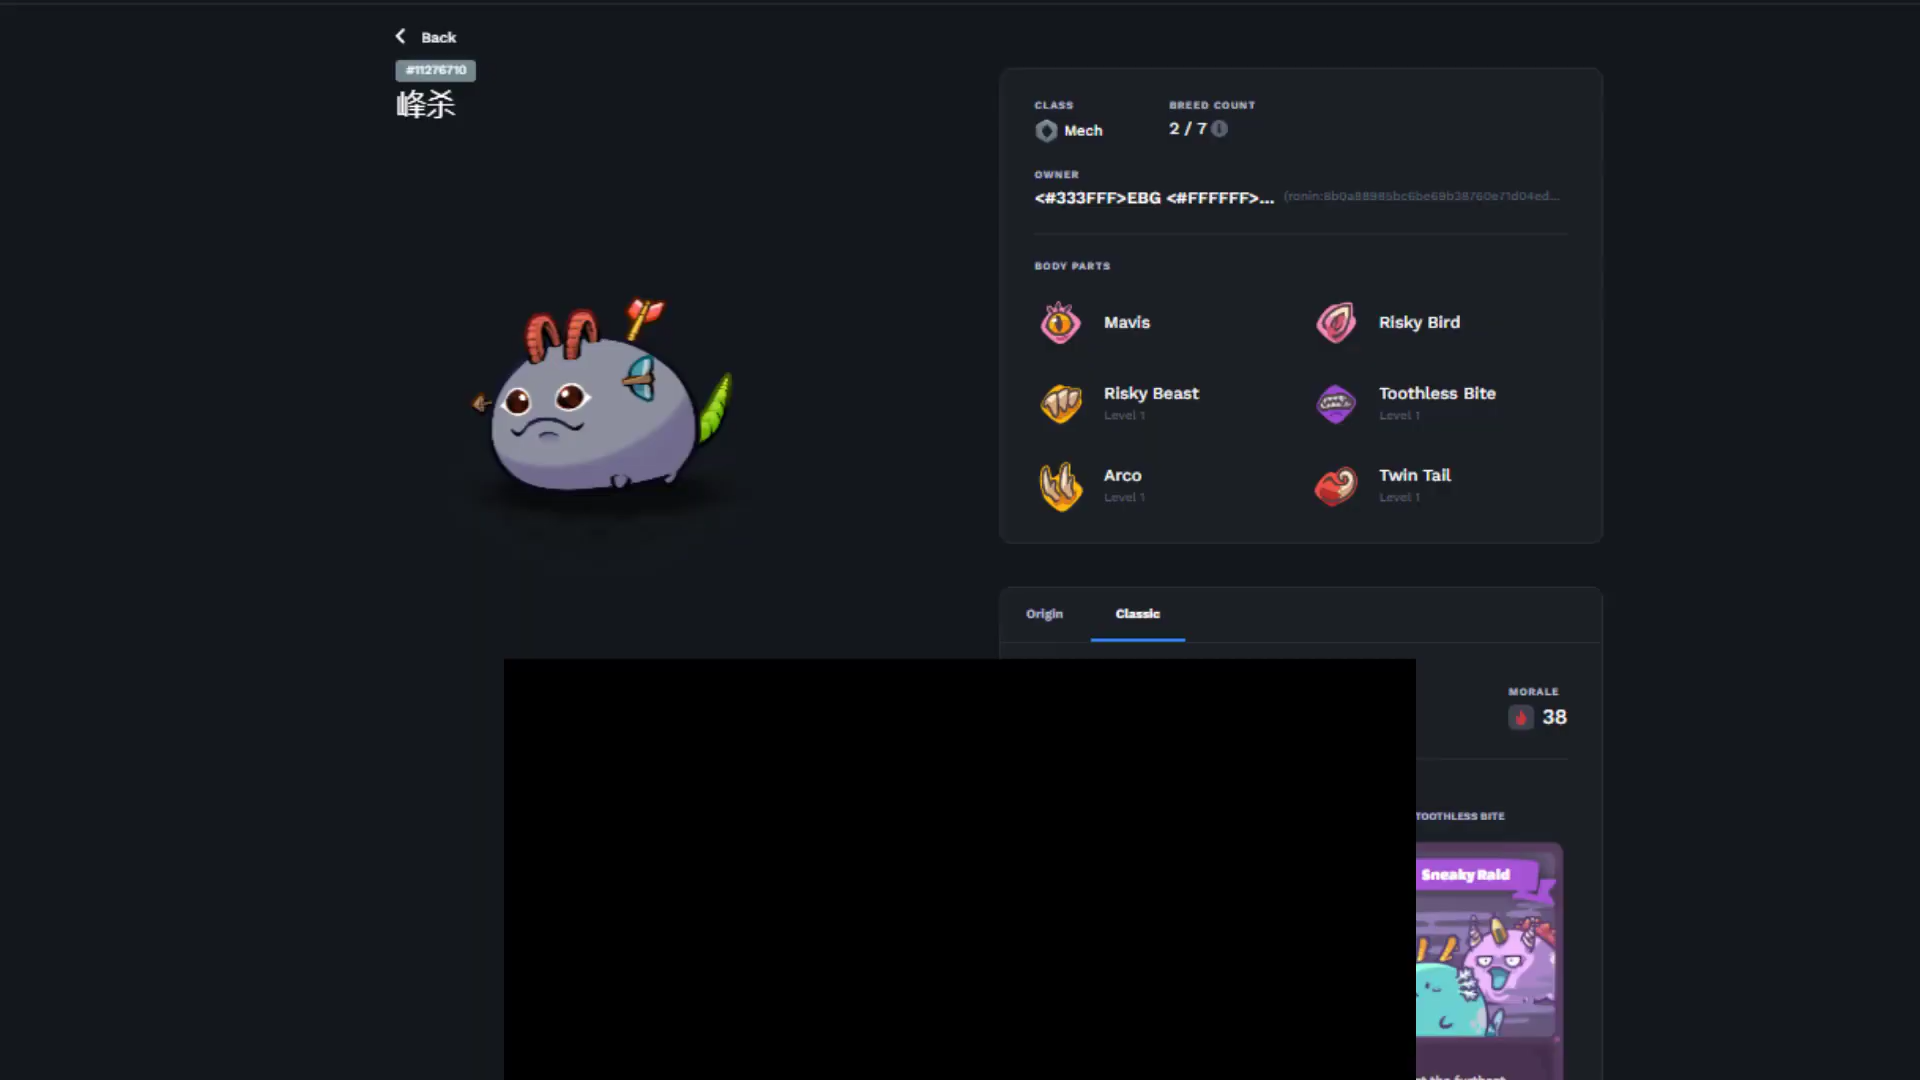 Back
#11276710
峰杀
CLASS
BREED COUNT
Mech
2 / 7
OWNER
<#333FFF>EBG <#FFFFFF>...
BODY PARTS
Mavis
Risky Bird
Risky Beast
Level 1
Toothless Bite
Level 1
Arco
Level 1
Twin Tail
Level 1
Origin
Classic
MORALE
38
TOOTHLESS BITE
Sneaky Raid